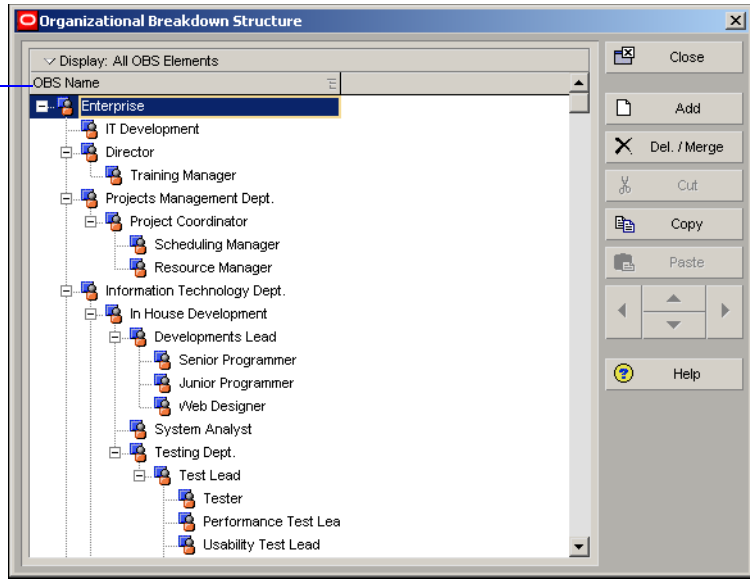 Organizational Breakdown Structure
Display: All OBS Elements
OBS Name
Enterprise
IT Development
Director
Training Manager
Projects Management Dept.
Project Coordinator
Scheduling Manager
Resource Manager
Information Technology Dept.
In House Development
Developments Lead
Senior Programmer
Junior Programmer
Web Designer
System Analyst
Testing Dept.
Test Lead
Tester
Performance Test Lea
Usability Test Lead
Close
Add
Del. / Merge
Cut
Copy
Paste
Help